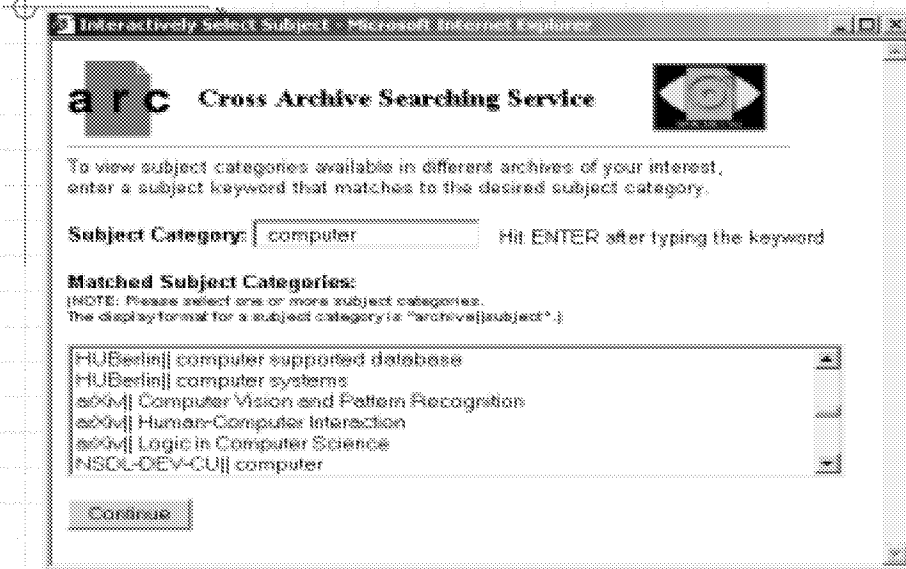 Interactively Select Subject - Microsoft Internet Explorer
arc Cross Archive Searching Service
To view subject categories available in different archives of your interest,
enter a subject keyword that matches to the desired subject category.
Subject Category: computer Hit ENTER after typing the keyword
Matched Subject Categories:
(NOTE: Please select one or more subject categories.
The display format for a subject category is "archive||subject".)
HUBerlin|| computer supported database
HUBerlin|| computer systems
arXiv|| Computer Vision and Pattern Recognition
arXiv|| Human-Computer Interaction
arXiv|| Logic in Computer Science
NSDL-DEV-CU|| computer
Continue